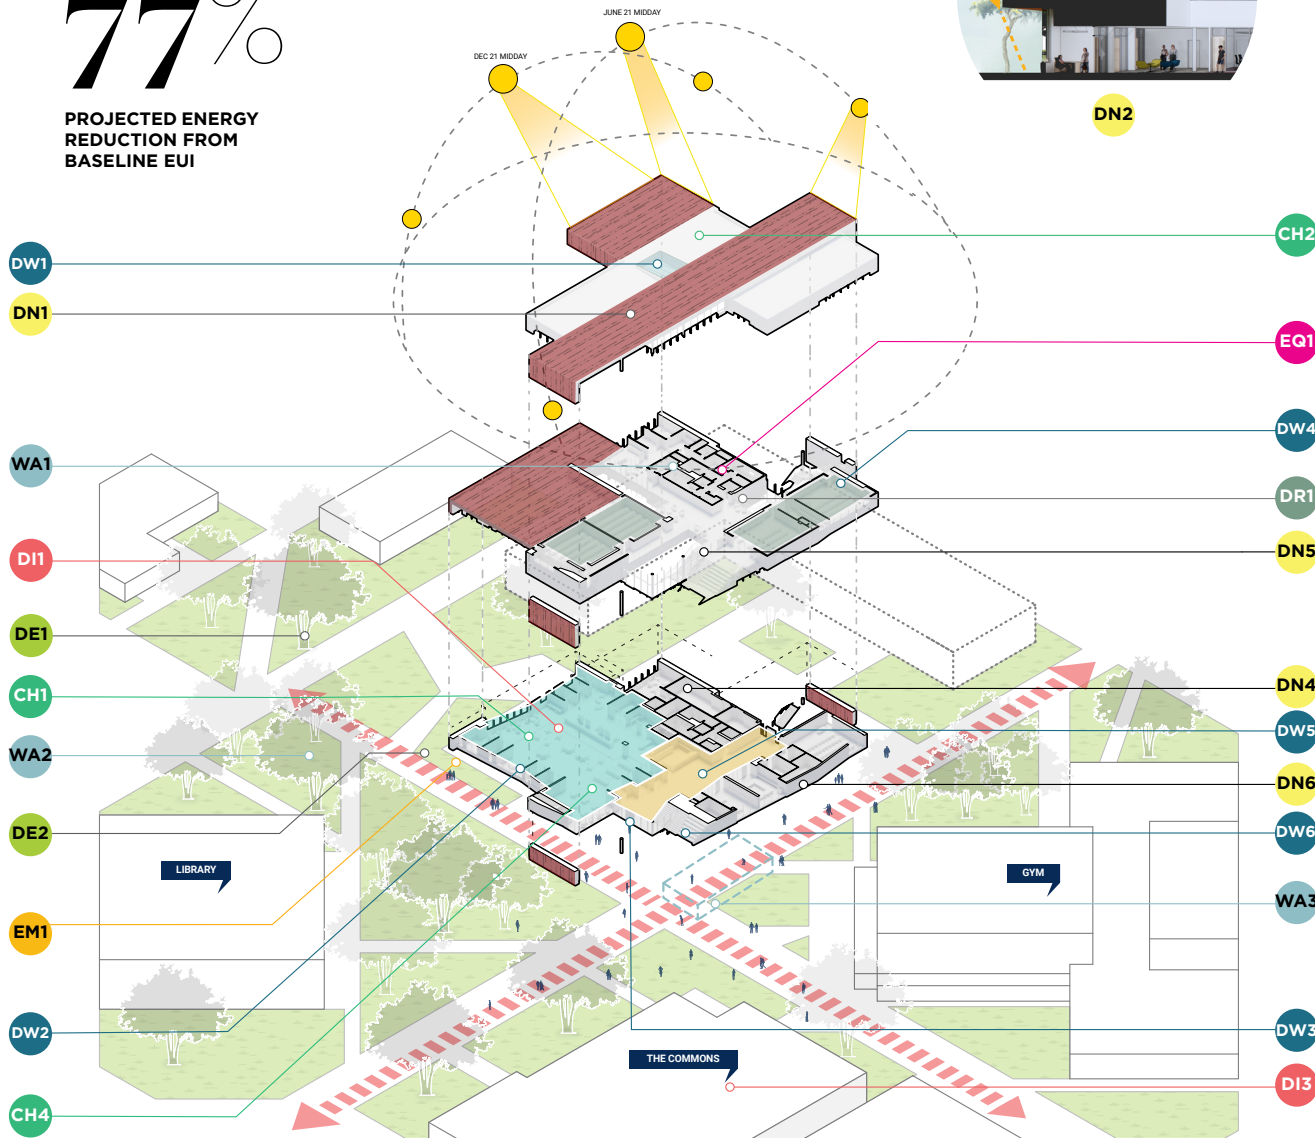 77%
PROJECTED ENERGY
REDUCTION FROM
BASELINE EUI
JUNE 21 MIDDAY
DEC 21 MIDDAY
DN2
DW1
CH2
DN1
EQ1
DW4
WA1
DR1
DI1
DN5
DE1
DN4
CH1
DW5
WA2
DN6
DE2
DW6
LIBRARY
GYM
WA3
EM1
DW2
DW3
THE COMMONS
DI3
CH4